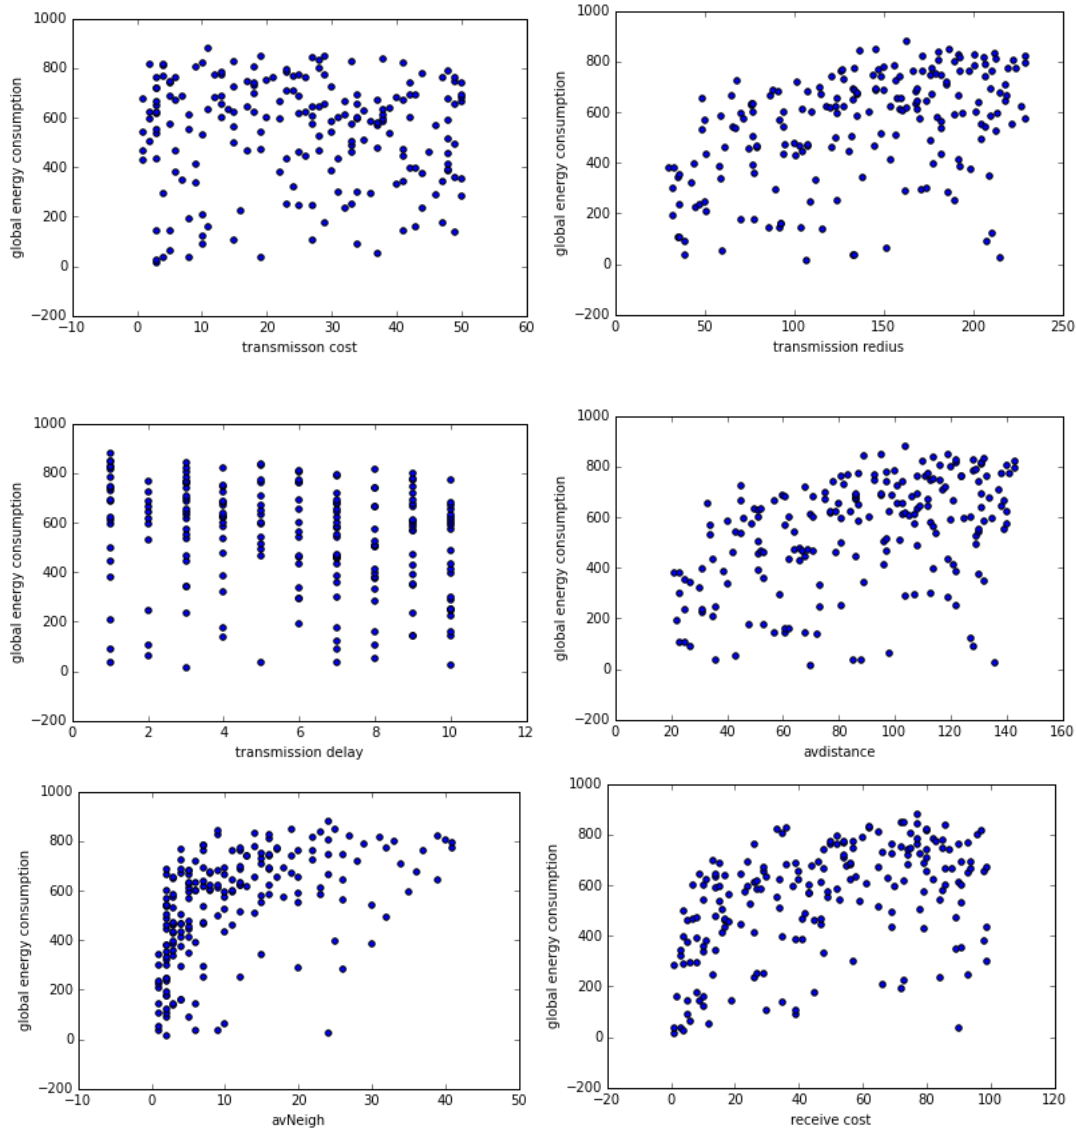 1000
800
600
400
200
0
−200
−10 0 10 20 30 40 50 60
transmisson cost
global energy consumption
1000
800
600
400
200
0
−200
0 50 100 150 200 250
transmission redius
global energy consumption
1000
800
600
400
200
0
−200
0 2 4 6 8 10 12
transmission delay
global energy consumption
1000
800
600
400
200
0
−200
0 20 40 60 80 100 120 140 160
avdistance
global energy consumption
1000
800
600
400
200
0
−200
−10 0 10 20 30 40 50
avNeigh
global energy consumption
1000
800
600
400
200
0
−200
−20 0 20 40 60 80 100 120
receive cost
global energy consumption